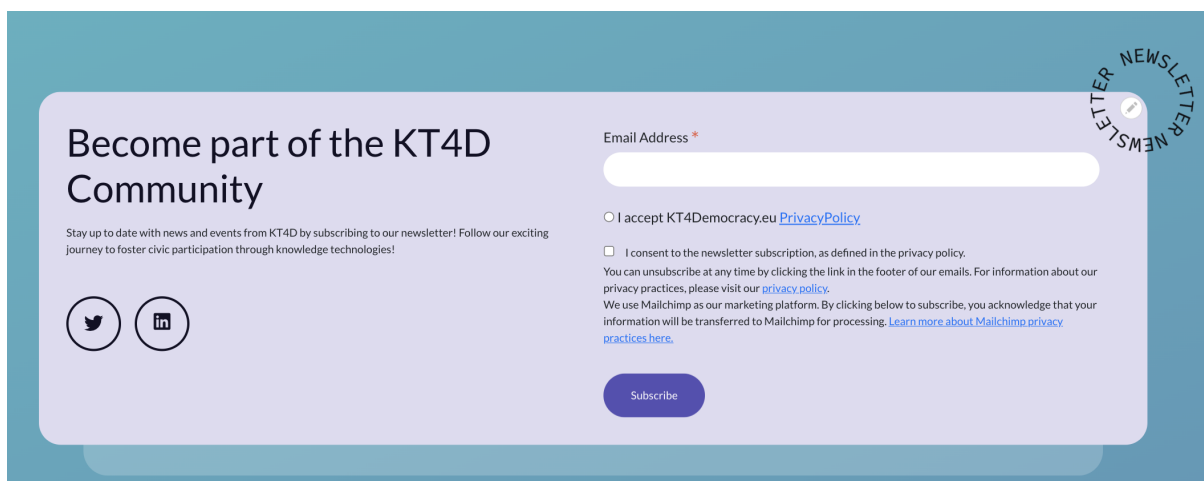 NEWSLETTER NEWSLETTER
Become part of the KT4D
Community
Stay up to date with news and events from KT4D by subscribing to our newsletter! Follow our exciting
journey to foster civic participation through knowledge technologies!
in
Email Address *
I accept KT4Democracy.eu PrivacyPolicy
I consent to the newsletter subscription, as defined in the privacy policy.
You can unsubscribe at any time by clicking the link in the footer of our emails. For information about our
privacy practices, please visit our privacy policy.
We use Mailchimp as our marketing platform. By clicking below to subscribe, you acknowledge that your
information will be transferred to Mailchimp for processing. Learn more about Mailchimp privacy
practices here.
Subscribe